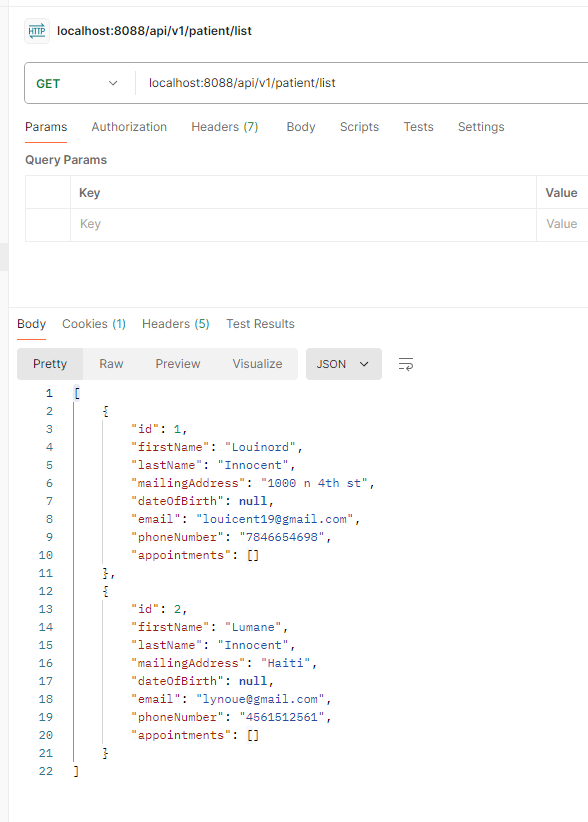 HTTP localhost:8088/api/v1/patient/list
GET localhost:8088/api/v1/patient/list
Params Authorization Headers (7) Body Scripts Tests Settings
Query Params
Key Value
Key Value
Body Cookies (1) Headers (5) Test Results
Pretty Raw Preview Visualize JSON
1 [
2 {
3 "id": 1,
4 "firstName": "Louinord",
5 "lastName": "Innocent",
6 "mailingAddress": "1000 n 4th st",
7 "dateOfBirth": null,
8 "email": "louicent19@gmail.com",
9 "phoneNumber": "7846654698",
10 "appointments": []
11 },
12 {
13 "id": 2,
14 "firstName": "Lumane",
15 "lastName": "Innocent",
16 "mailingAddress": "Haiti",
17 "dateOfBirth": null,
18 "email": "lynoue@gmail.com",
19 "phoneNumber": "4561512561",
20 "appointments": []
21 }
22 ]